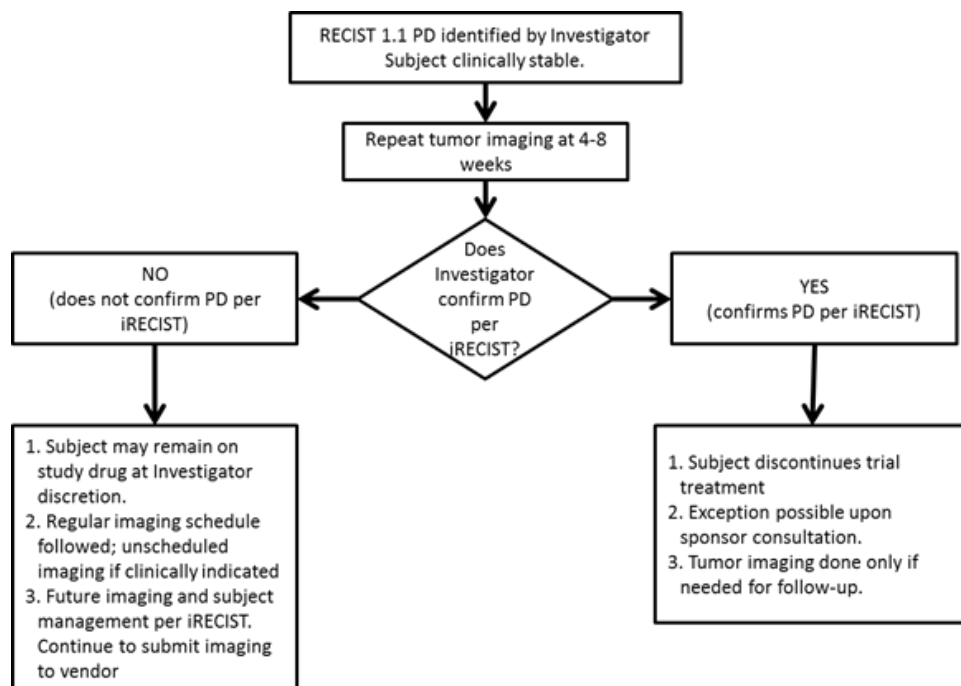 RECIST 1.1 PD identified by Investigator
Subject clinically stable.
Repeat tumor imaging at 4-8
weeks
Does
Investigator
confirm PD
per
iRECIST?
NO
(does not confirm PD per
iRECIST)
YES
(confirms PD per iRECIST)
1. Subject may remain on
study drug at Investigator
discretion.
2. Regular imaging schedule
followed; unscheduled
imaging if clinically indicated
3. Future imaging and subject
management per iRECIST.
Continue to submit imaging
to vendor
1. Subject discontinues trial
treatment
2. Exception possible upon
sponsor consultation.
3. Tumor imaging done only if
needed for follow-up.